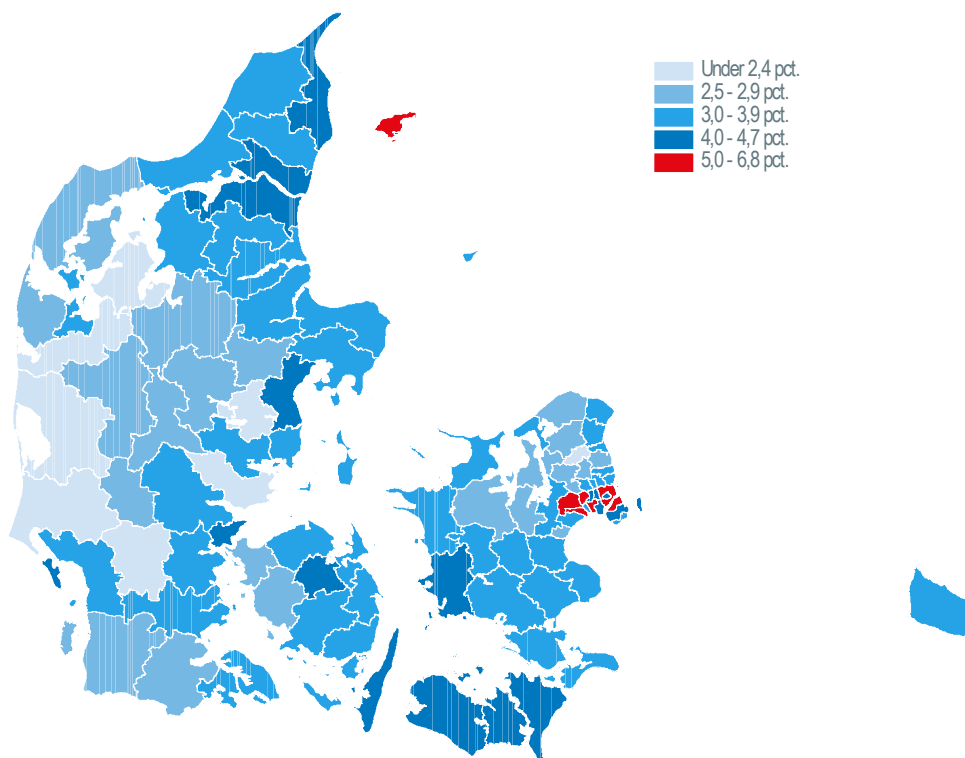 Under 2,4 pct.
2,5 - 2,9 pct.
3,0 - 3,9 pct.
4,0 - 4,7 pct.
5,0 - 6,8 pct.